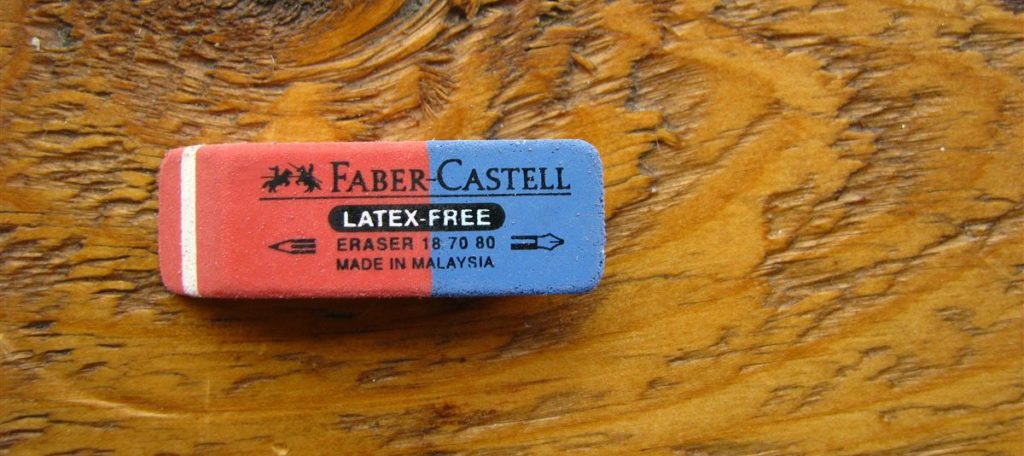 FABER-CASTELL
LATEX-FREE
ERASER 18 70 80
MADE IN MALAYSIA